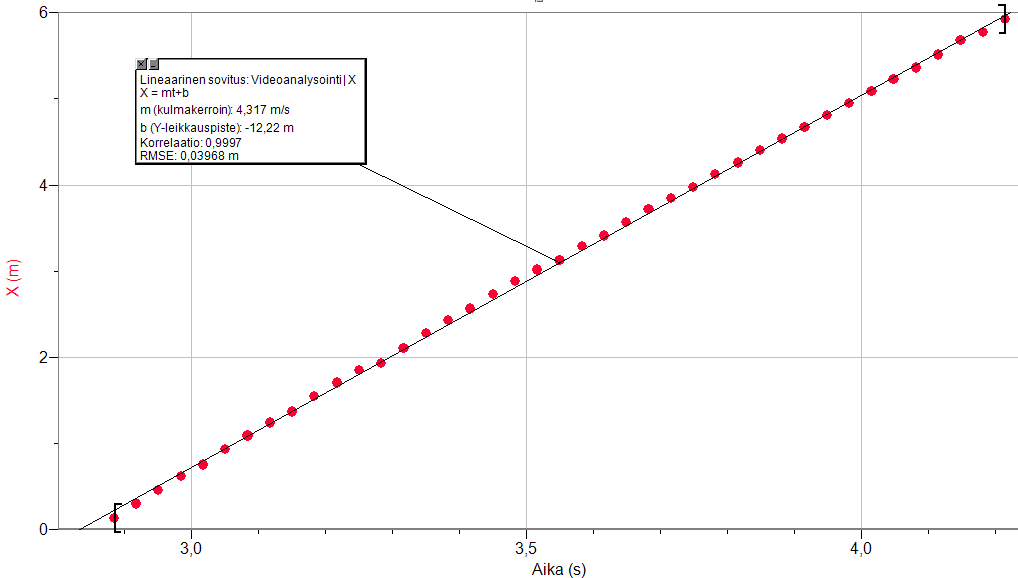 6
Lineaarinen sovitus: Videoanalysointi | X
X = mt+b
m (kulmakerroin): 4,317 m/s
b (Y-leikkauspiste): -12,22 m
Korrelaatio: 0,9997
RMSE: 0,03968 m
4
X (m)
2
0
3,0 3,5 4,0
Aika (s)